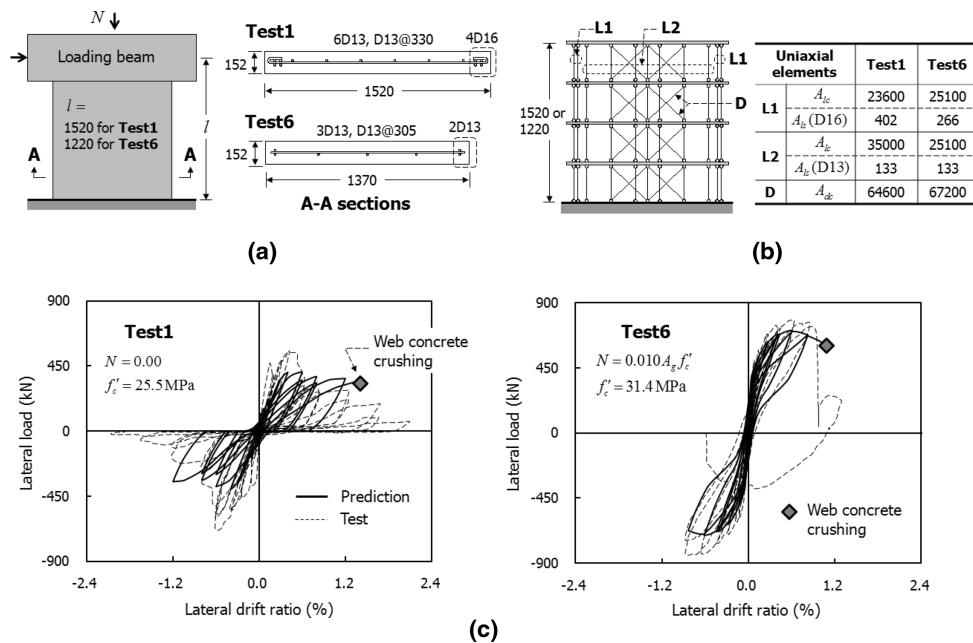 N
Loading beam
l =
1520 for Test1
1220 for Test6
l
A
A
Test1
6D13, D13@330
4D16
152
1520
Test6
3D13, D13@305
2D13
152
1370
A-A sections
(a)
L1
L2
L1
D
1520 or
1220
Uniaxial elements Test1 Test6
L1 A_lc 23600 25100
A_ls (D16) 402 266
L2 A_lc 35000 25100
A_ls (D13) 133 133
D A_dc 64600 67200
(b)
Lateral load (kN)
900
450
0
-450
-900
-2.4 -1.2 0.0 1.2 2.4
Lateral drift ratio (%)
Test1
N = 0.00
f_c′ = 25.5 MPa
Web concrete
crushing
Prediction
Test
Lateral load (kN)
900
450
0
-450
-900
-2.4 -1.2 0.0 1.2 2.4
Lateral drift ratio (%)
Test6
N = 0.010 A_g f_c′
f_c′ = 31.4 MPa
Web concrete
crushing
(c)